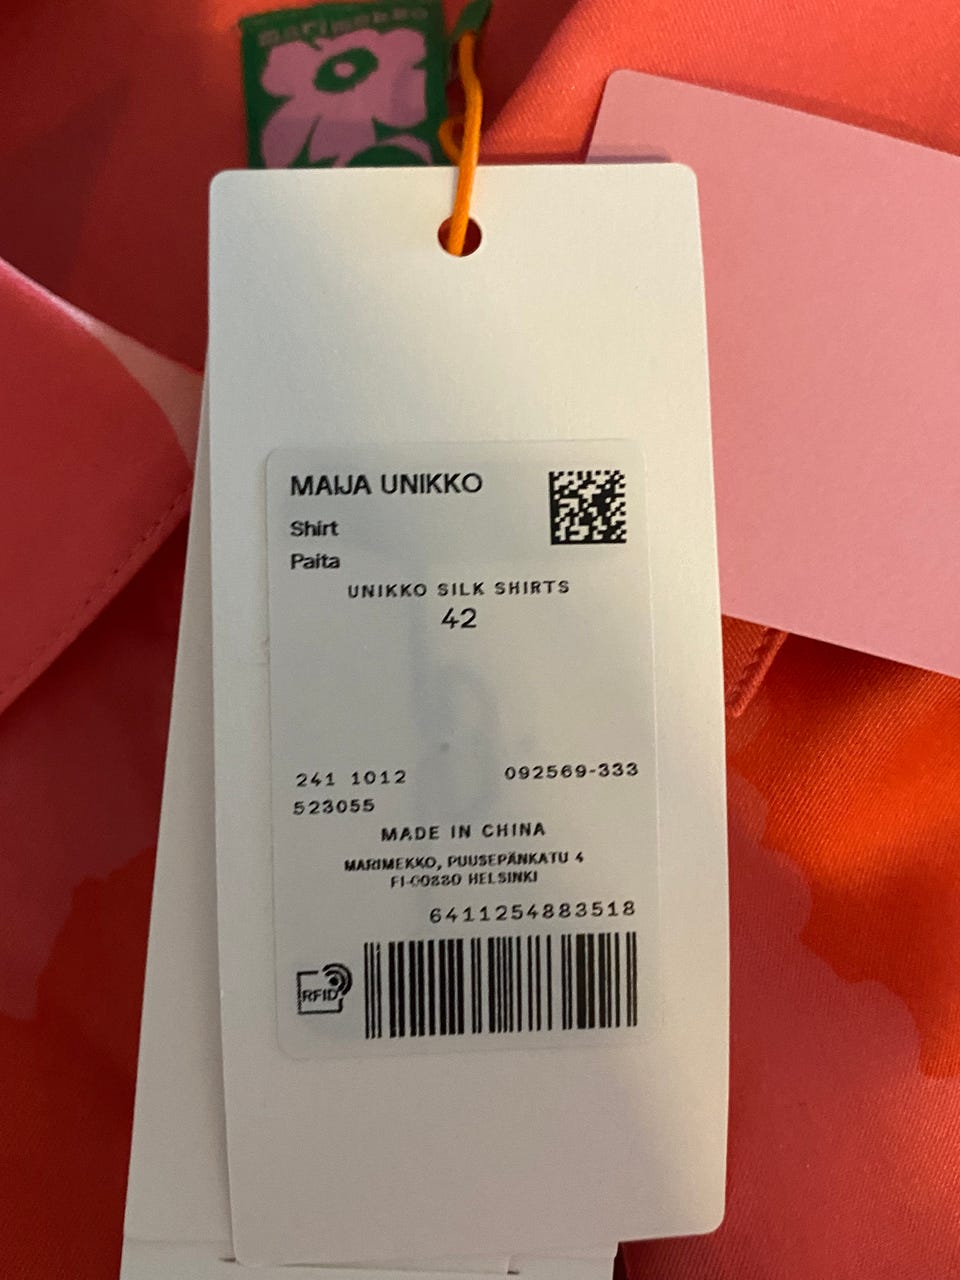 marimekko
MAIJA UNIKKO
Shirt
Paita
UNIKKO SILK SHIRTS
42
241 1012
092569-333
523055
MADE IN CHINA
MARIMEKKO, PUUSEPÄNKATU 4
FI-00880 HELSINKI
6411254883518
RFID